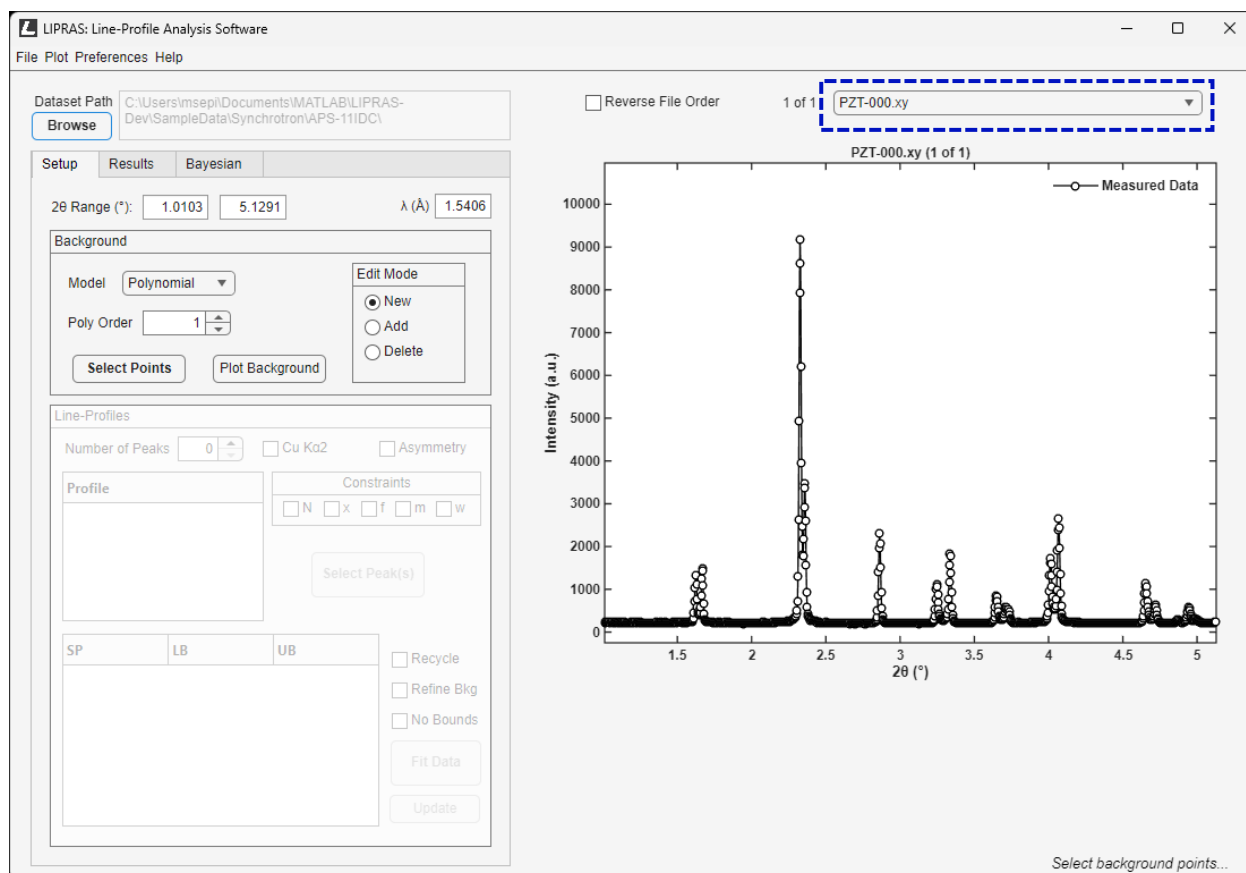 LIPRAS: Line-Profile Analysis Software
File Plot Preferences Help
Dataset Path
C:\Users\msepi\Documents\MATLAB\LIPRAS-
Dev\SampleData\Synchrotron\APS-11IDC\
Browse
Reverse File Order
1 of 1
PZT-000.xy
Setup
Results
Bayesian
2θ Range (°):
1.0103
5.1291
λ (Å)
1.5406
Background
Model
Polynomial
Poly Order
1
Select Points
Plot Background
Edit Mode
New
Add
Delete
Line-Profiles
Number of Peaks
0
Cu Kα2
Asymmetry
Profile
Constraints
N
x
f
m
w
Select Peak(s)
SP
LB
UB
Recycle
Refine Bkg
No Bounds
Fit Data
Update
PZT-000.xy (1 of 1)
Measured Data
10000
9000
8000
7000
6000
5000
4000
3000
2000
1000
0
Intensity (a.u.)
1.5
2
2.5
3
3.5
4
4.5
5
2θ (°)
Select background points...